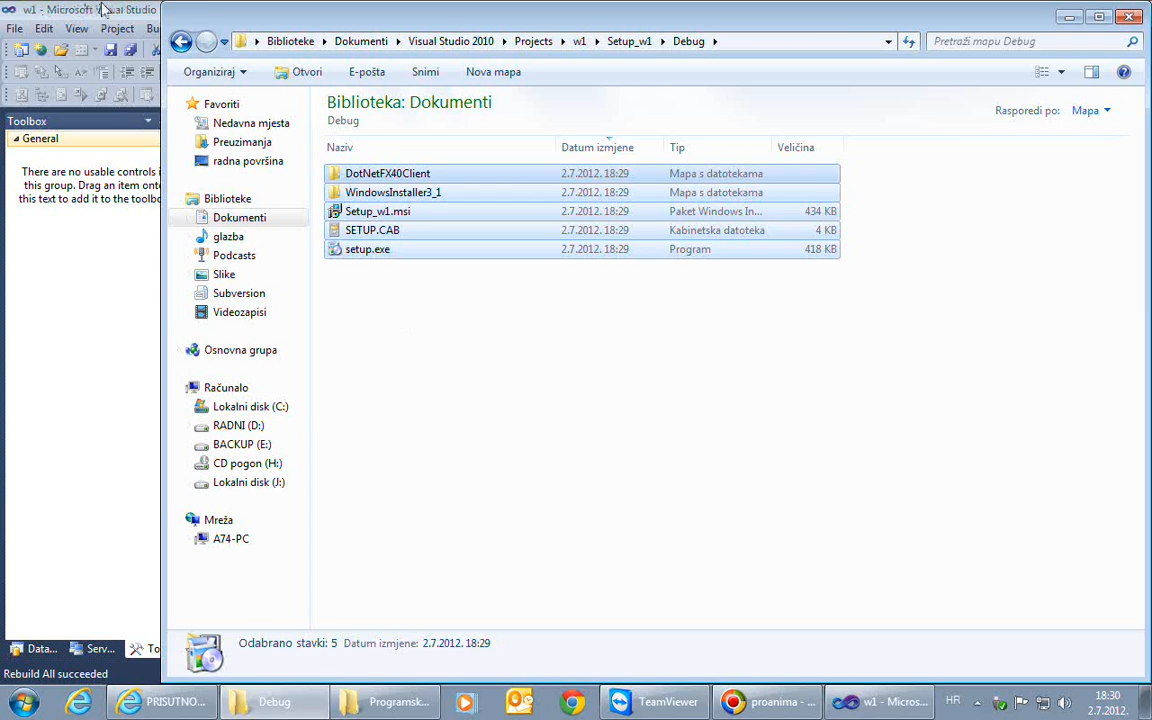 w1 - Microsoft Visual Studio
File Edit View Project Bu
Biblioteke Dokumenti Visual Studio 2010 Projects w1 Setup_w1 Debug
Pretraži mapu Debug
Organiziraj Otvori E-pošta Snimi Nova mapa
Toolbox
General
There are no usable controls i
this group. Drag an item onto
this text to add it to the toolbo
Favoriti
Nedavna mjesta
Preuzimanja
radna površina
Biblioteke
Dokumenti
glazba
Podcasts
Slike
Subversion
Videozapisi
Osnovna grupa
Računalo
Lokalni disk (C:)
RADNI (D:)
BACKUP (E:)
CD pogon (H:)
Lokalni disk (J:)
Mreža
A74-PC
Biblioteka: Dokumenti
Debug
Rasporedi po: Mapa
Naziv Datum izmjene Tip Veličina
DotNetFX40Client 2.7.2012. 18:29 Mapa s datotekama
WindowsInstaller3_1 2.7.2012. 18:29 Mapa s datotekama
Setup_w1.msi 2.7.2012. 18:29 Paket Windows In... 434 KB
SETUP.CAB 2.7.2012. 18:29 Kabinetska datoteka 4 KB
setup.exe 2.7.2012. 18:29 Program 418 KB
Odabrano stavki: 5 Datum izmjene: 2.7.2012. 18:29
Data... Serv... To
Rebuild All succeeded
PRISUTNO... Debug Programsk... TeamViewer proanima - ... w1 - Micros... HR 18:30
2.7.2012.